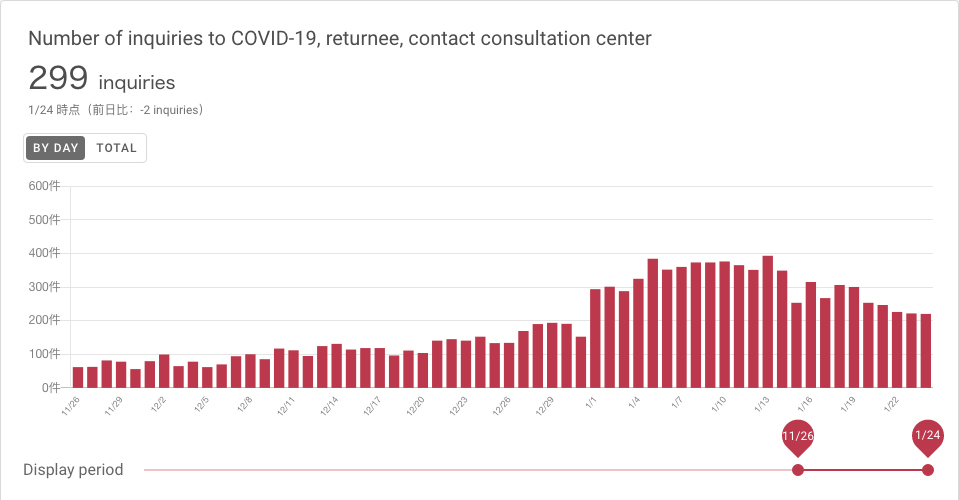 Number of inquiries to COVID-19, returnee, contact consultation center
299 inquiries
1/24 時点（前日比：-2 inquiries）
BY DAY TOTAL
600件
500件
400件
300件
200件
100件
0件
11/26 11/29 12/2 12/5 12/8 12/11 12/14 12/17 12/20 12/23 12/26 12/29 1/1 1/4 1/7 1/10 1/13 1/16 1/19 1/22
11/26 1/24
Display period